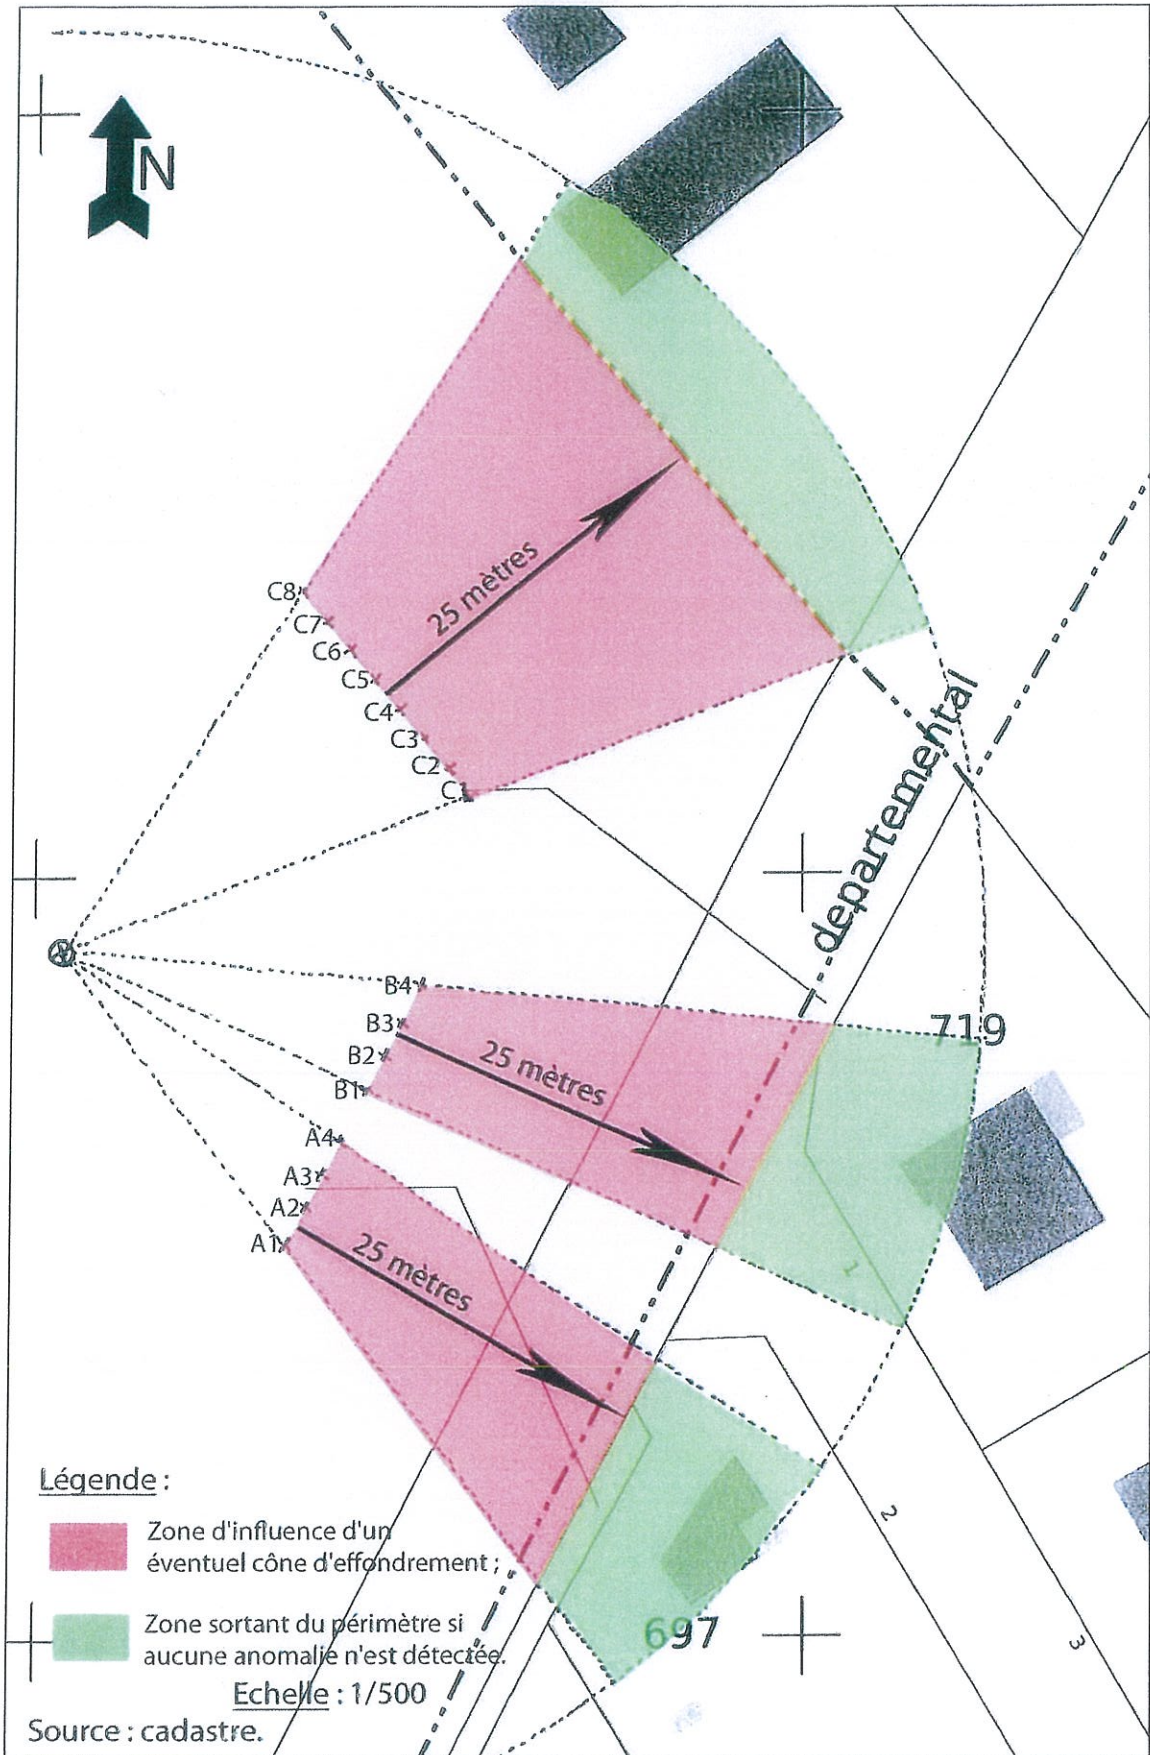 N
C8
C7
C6
C5
C4
C3
C2
C1
25 mètres
departemental
B4
B3
B2
B1
25 mètres
719
A4
A3
A2
A1
25 mètres
1
2
3
697
Légende :
Zone d'influence d'un
éventuel cône d'effondrement ;
Zone sortant du périmètre si
aucune anomalie n'est détectée.
Echelle : 1/500
Source : cadastre.